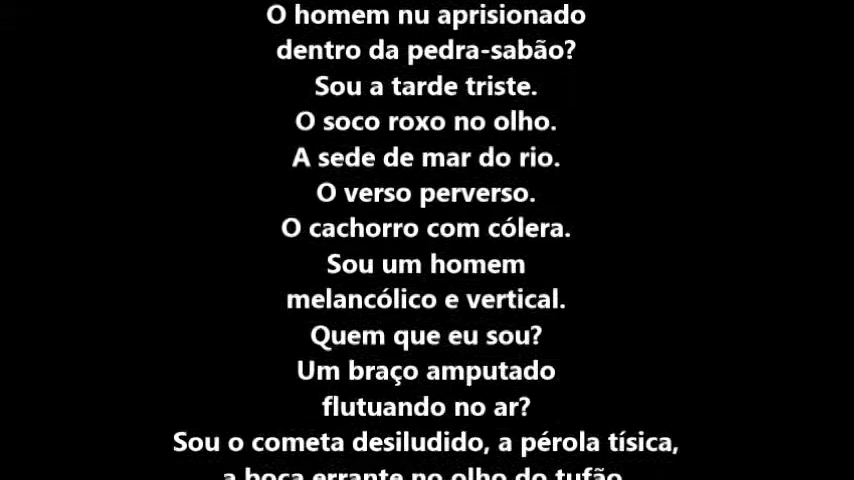 O homem nu aprisionado
dentro da pedra-sabão?
Sou a tarde triste.
O soco roxo no olho.
A sede de mar do rio.
O verso perverso.
O cachorro com cólera.
Sou um homem
melancólico e vertical.
Quem que eu sou?
Um braço amputado
flutuando no ar?
Sou o cometa desiludido, a pérola tísica,
a boca errante no olho do tufão